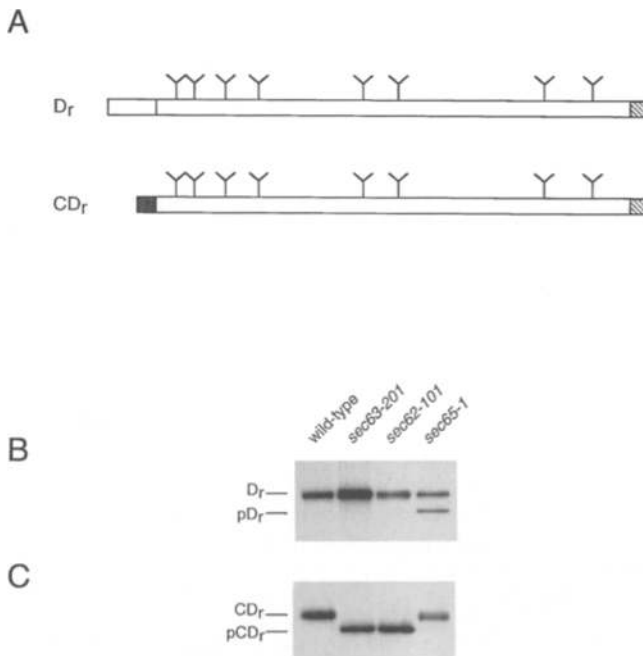 A
Dr
CDr
wild-type
sec63-201
sec62-101
sec65-1
B
Dr
pDr
C
CDr
pCDr